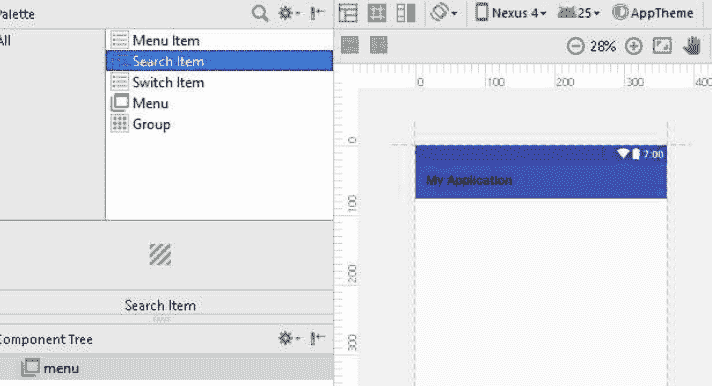 Palette
All
Menu Item
Search Item
Switch Item
Menu
Group
Search Item
Component Tree
menu
Nexus 4
25
AppTheme
28%
0 100 200 300 400
0
100
200
300
7:00
My Application